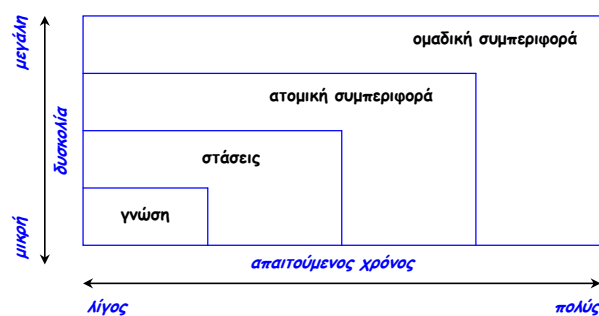 μεγάλη
ομαδική συμπεριφορά
ατομική συμπεριφορά
δυσκολία
στάσεις
γνώση
μικρή
απαιτούμενος χρόνος
λίγος
πολύς